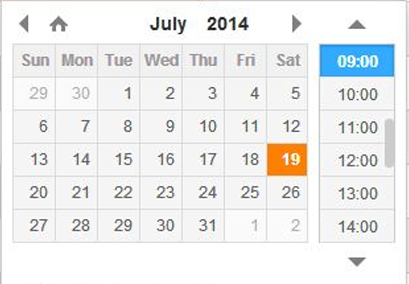 July 2014
Sun Mon Tue Wed Thu Fri Sat
29 30 1 2 3 4 5
6 7 8 9 10 11 12
13 14 15 16 17 18 19
20 21 22 23 24 25 26
27 28 29 30 31 1 2
09:00
10:00
11:00
12:00
13:00
14:00